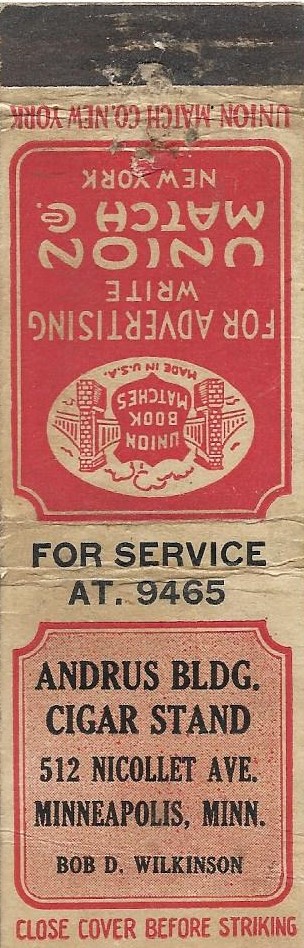 UNION MATCH CO. NEW YORK
FOR ADVERTISING
WRITE
UNION
MATCH CO.
NEW YORK
UNION
BOOK
MATCHES
MADE IN U.S.A.
FOR SERVICE
AT. 9465
ANDRUS BLDG.
CIGAR STAND
512 NICOLLET AVE.
MINNEAPOLIS, MINN.
BOB D. WILKINSON
CLOSE COVER BEFORE STRIKING